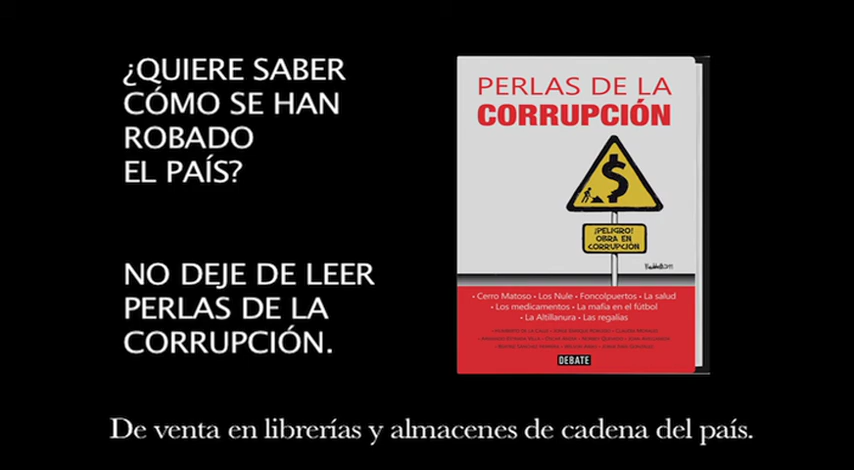 ¿QUIERE SABER
CÓMO SE HAN
ROBADO
EL PAÍS?
NO DEJE DE LEER
PERLAS DE LA
CORRUPCIÓN.
PERLAS DE LA
CORRUPCIÓN
$
¡PELIGRO!
OBRA EN
CORRUPCIÓN
• Cerro Matoso • Los Nule • Foncolpuertos • La salud
• Los medicamentos • La mafia en el fútbol
• La Altillanura • Las regalías
DEBATE
De venta en librerías y almacenes de cadena del país.